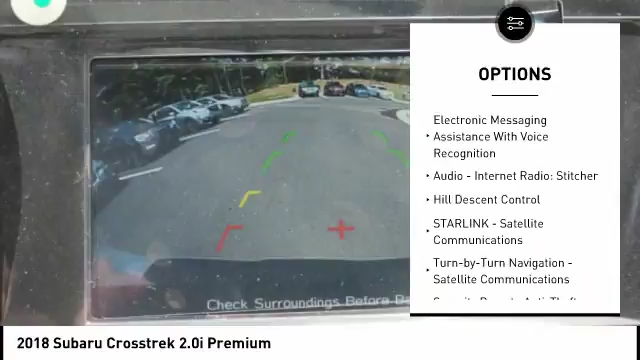 OPTIONS
Electronic Messaging
Assistance With Voice
Recognition
Audio - Internet Radio: Stitcher
Hill Descent Control
STARLINK - Satellite
Communications
Turn-by-Turn Navigation -
Satellite Communications
Check Surroundings Before
2018 Subaru Crosstrek 2.0i Premium